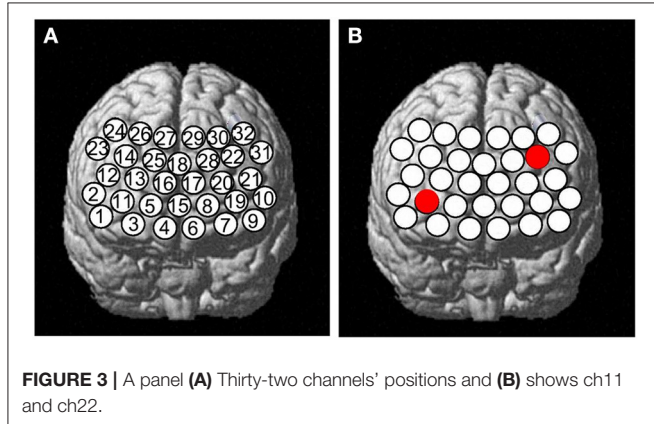 A
B
24 26 27 29 30 32
23 14 25 18 28 22 31
12 13 16 17 20 21
2 11 5 15 8 19 10
1 3 4 6 7 9
FIGURE 3 | A panel (A) Thirty-two channels' positions and (B) shows ch11
and ch22.